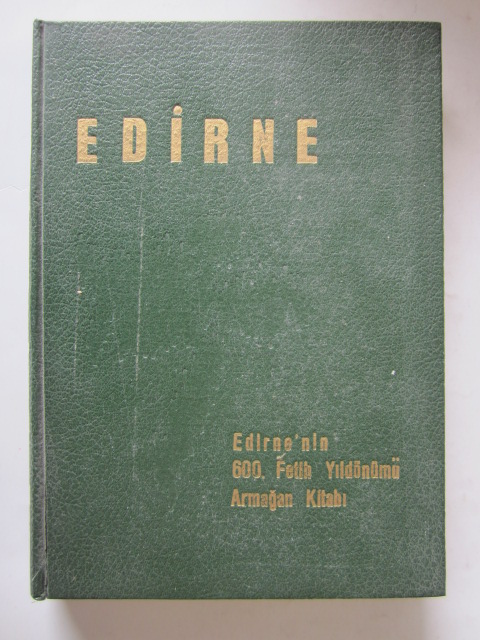 EDİRNE
Edirne'nin
600. Fetih Yıldönümü
Armağan Kitabı